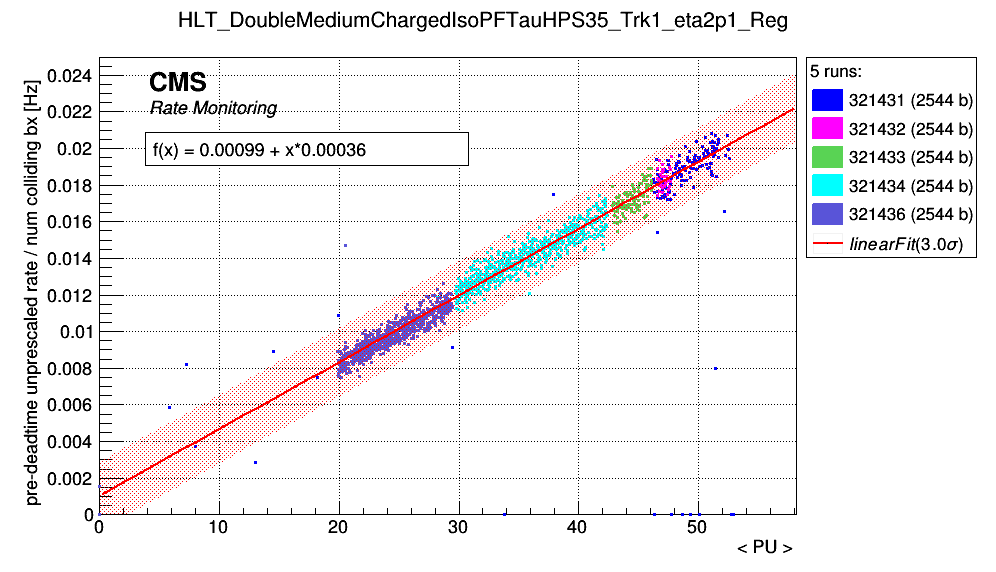 HLT_DoubleMediumChargedIsoPFTauHPS35_Trk1_eta2p1_Reg
pre-deadtime unprescaled rate / num colliding bx [Hz]
0.024
0.022
0.02
0.018
0.016
0.014
0.012
0.01
0.008
0.006
0.004
0.002
0
CMS
Rate Monitoring
f(x) = 0.00099 + x*0.00036
0 10 20 30 40 50
< PU >
5 runs:
321431 (2544 b)
321432 (2544 b)
321433 (2544 b)
321434 (2544 b)
321436 (2544 b)
linearFit(3.0σ)